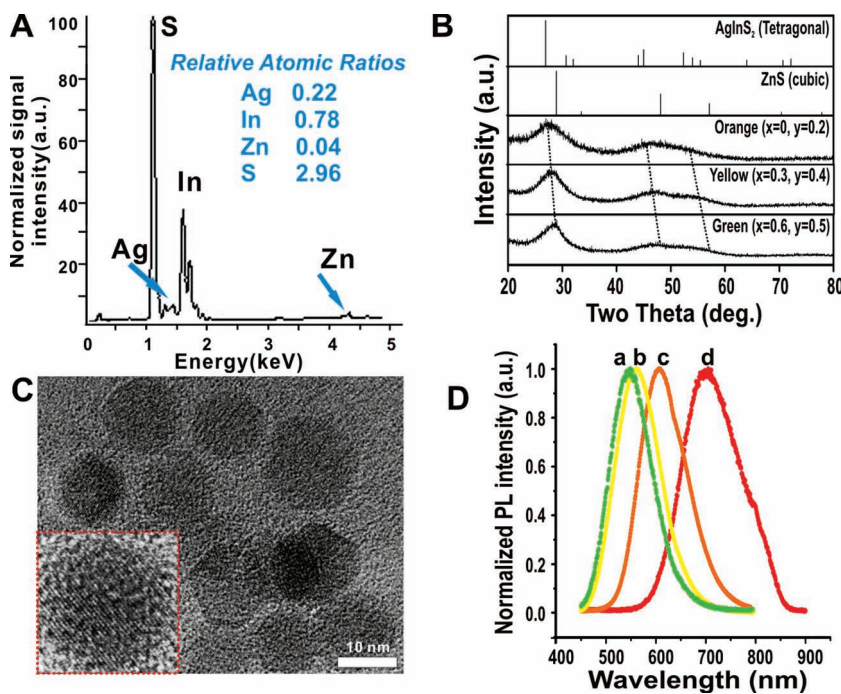 A
Normalized signal
intensity(a.u.)
100
80
60
40
20
S
Relative Atomic Ratios
Ag 0.22
In 0.78
Zn 0.04
S 2.96
In
Ag
Zn
0 1 2 3 4 5
Energy(keV)
B
Intensity (a.u.)
AgInS2 (Tetragonal)
ZnS (cubic)
Orange (x=0, y=0.2)
Yellow (x=0.3, y=0.4)
Green (x=0.6, y=0.5)
20 30 40 50 60 70 80
Two Theta (deg.)
C
10 nm
D
Normalized PL intensity (a.u.)
1.0
0.8
0.6
0.4
0.2
0.0
a b c d
400 500 600 700 800 900
Wavelength (nm)